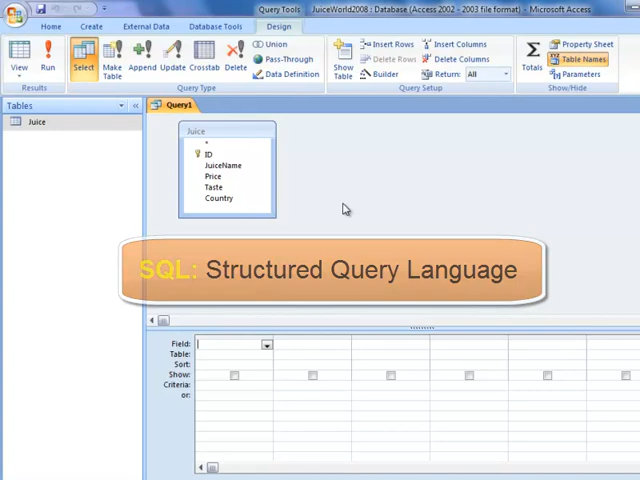 Query Tools JuiceWorld2008 : Database (Access 2002 - 2003 file format) - Microsoft Access
Home Create External Data Database Tools Design
View Run Select Make Table Append Update Crosstab Delete
Union
Pass-Through
Data Definition
Show Table
Insert Rows
Delete Rows
Builder
Insert Columns
Delete Columns
Return: All
Totals
Property Sheet
Table Names
Parameters
Results Query Type Query Setup Show/Hide
Tables
Juice
Query1
Juice
*
ID
JuiceName
Price
Taste
Country
SQL: Structured Query Language
Field:
Table:
Sort:
Show:
Criteria:
or: